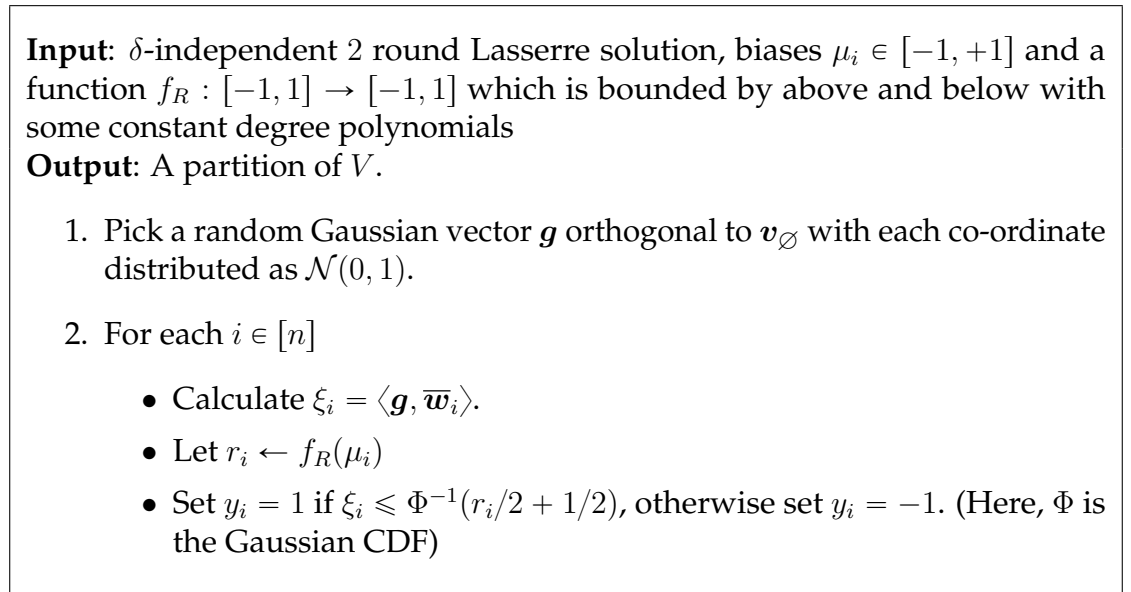 Input: δ-independent 2 round Lasserre solution, biases μ_i ∈ [−1, +1] and a
function f_R : [−1, 1] → [−1, 1] which is bounded by above and below with
some constant degree polynomials
Output: A partition of V.
1. Pick a random Gaussian vector g orthogonal to v_∅ with each co-ordinate
distributed as 𝒩(0, 1).
2. For each i ∈ [n]
• Calculate ξ_i = ⟨g, w̅_i⟩.
• Let r_i ← f_R(μ_i)
• Set y_i = 1 if ξ_i ⩽ Φ⁻¹(r_i/2 + 1/2), otherwise set y_i = −1. (Here, Φ is
the Gaussian CDF)